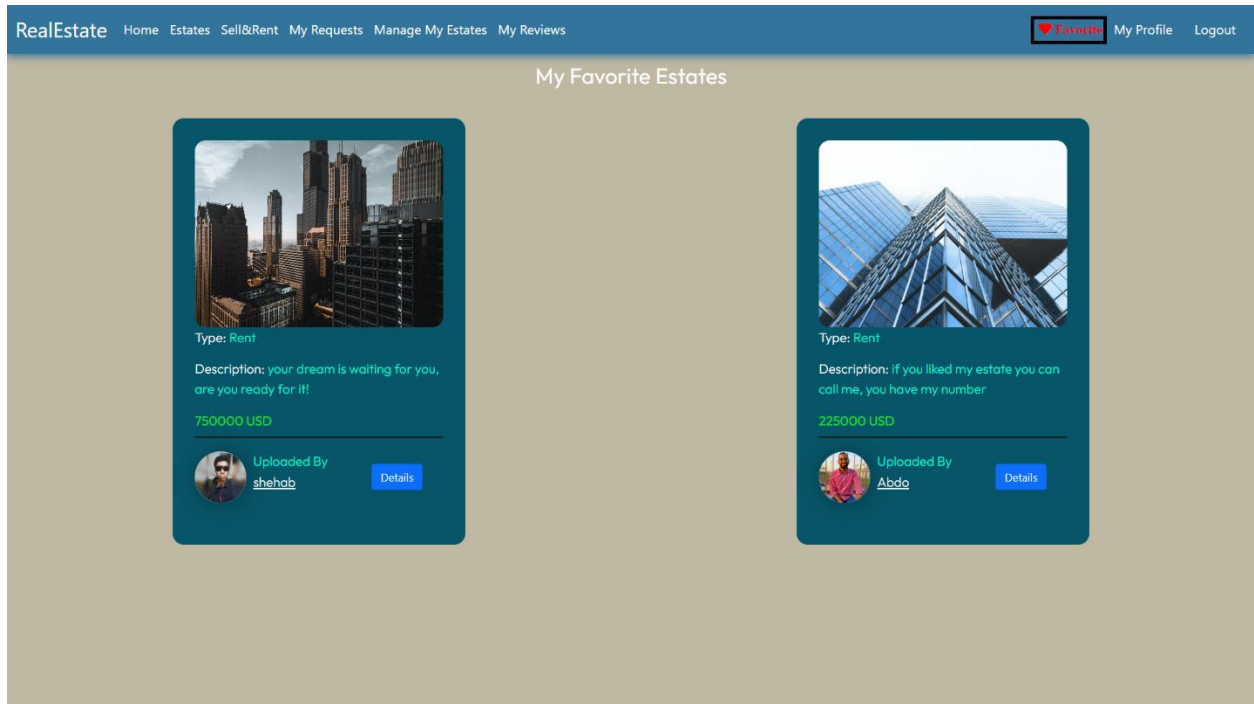 RealEstate Home Estates Sell&Rent My Requests Manage My Estates My Reviews Favorite My Profile Logout
My Favorite Estates
Type: Rent
Description: your dream is waiting for you,
are you ready for it!
750000 USD
Uploaded By
shehab
Details
Type: Rent
Description: if you liked my estate you can
call me, you have my number
225000 USD
Uploaded By
Abdo
Details